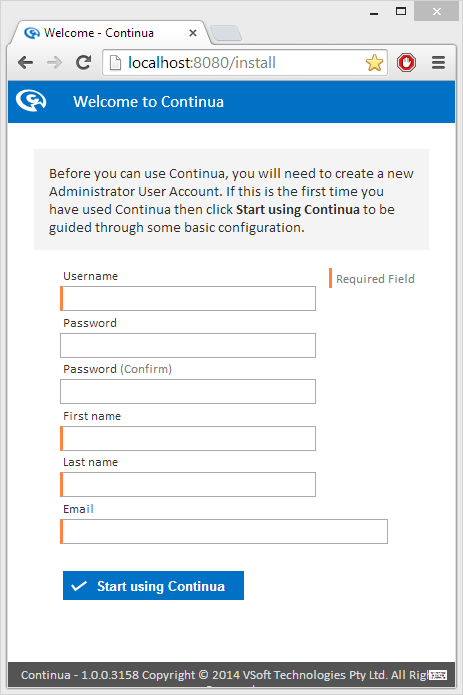 Welcome - Continua
localhost:8080/install
Welcome to Continua
Before you can use Continua, you will need to create a new
Administrator User Account. If this is the first time you
have used Continua then click Start using Continua to be
guided through some basic configuration.
Username
Required Field
Password
Password (Confirm)
First name
Last name
Email
Start using Continua
Continua - 1.0.0.3158 Copyright © 2014 VSoft Technologies Pty Ltd. All